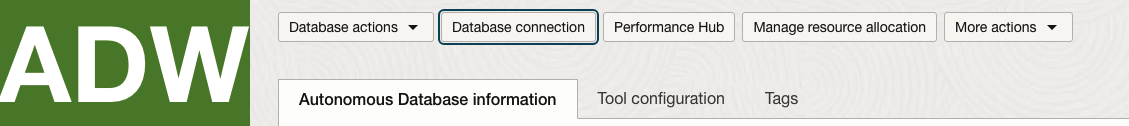 ADW
Database actions
Database connection
Performance Hub
Manage resource allocation
More actions
Autonomous Database information
Tool configuration
Tags